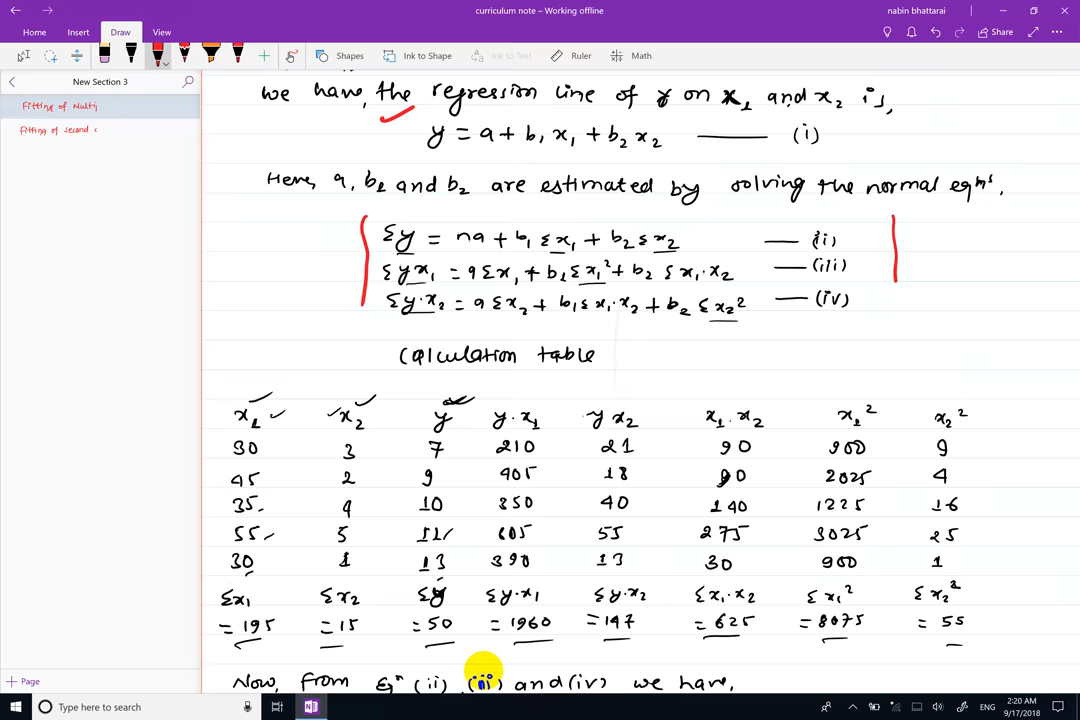 curriculum note – Working offline
nabin bhattarai
Home Insert Draw View
Share
Shapes Ink to Shape Ink to Text Ruler Math
New Section 3
Fitting of Multi
Fitting of second
we have, the regression line of y on x1 and x2 is,
y = a + b1 x1 + b2 x2 ——— (i)
Here, a, b1 and b2 are estimated by solving the normal eqns.
Σy = na + b1 Σx1 + b2 Σx2 —— (ii)
Σyx1 = aΣx1 + b1Σx1² + b2 Σx1·x2 —— (iii)
Σy·x2 = aΣx2 + b1Σx1·x2 + b2 Σx2² —— (iv)
Calculation table
x1 x2 y y·x1 y x2 x1·x2 x1² x2²
30 3 7 210 21 90 900 9
45 2 9 405 18 90 2025 4
35 4 10 350 40 140 1225 16
55 5 11 605 55 275 3025 25
30 1 13 390 13 30 900 1
Σx1 Σx2 Σy Σy·x1 Σy·x2 Σx1·x2 Σx1² Σx2²
= 195 = 15 = 50 = 1960 = 147 = 625 = 8075 = 55
Now, from Eqn (ii), (iii) and (iv) we have,
Page
Type here to search
ENG
2:20 AM
9/17/2018